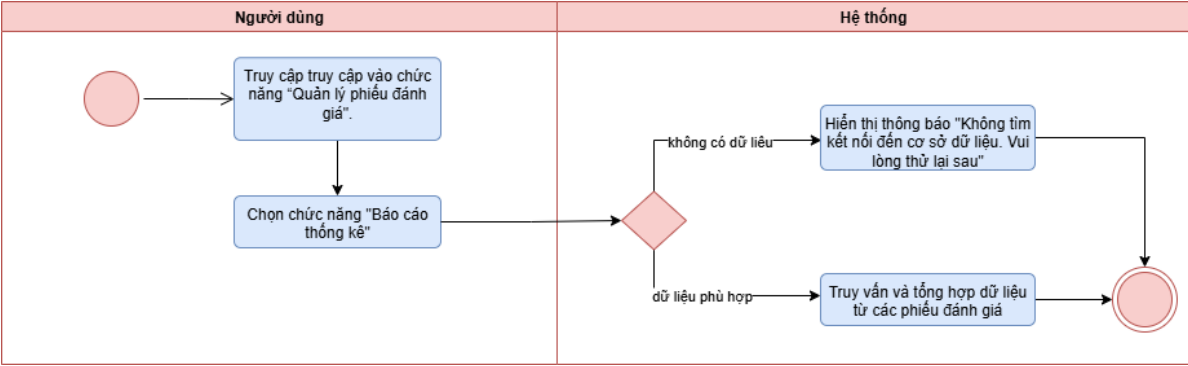 Người dùng
Hệ thống
Truy cập truy cập vào chức
năng “Quản lý phiếu đánh
giá".
Chọn chức năng "Báo cáo
thống kê"
không có dữ liêu
Hiển thị thông báo "Không tìm
kết nối đến cơ sở dữ liệu. Vui
lòng thử lại sau"
dữ liệu phù hợp
Truy vấn và tổng hợp dữ liệu
từ các phiếu đánh giá